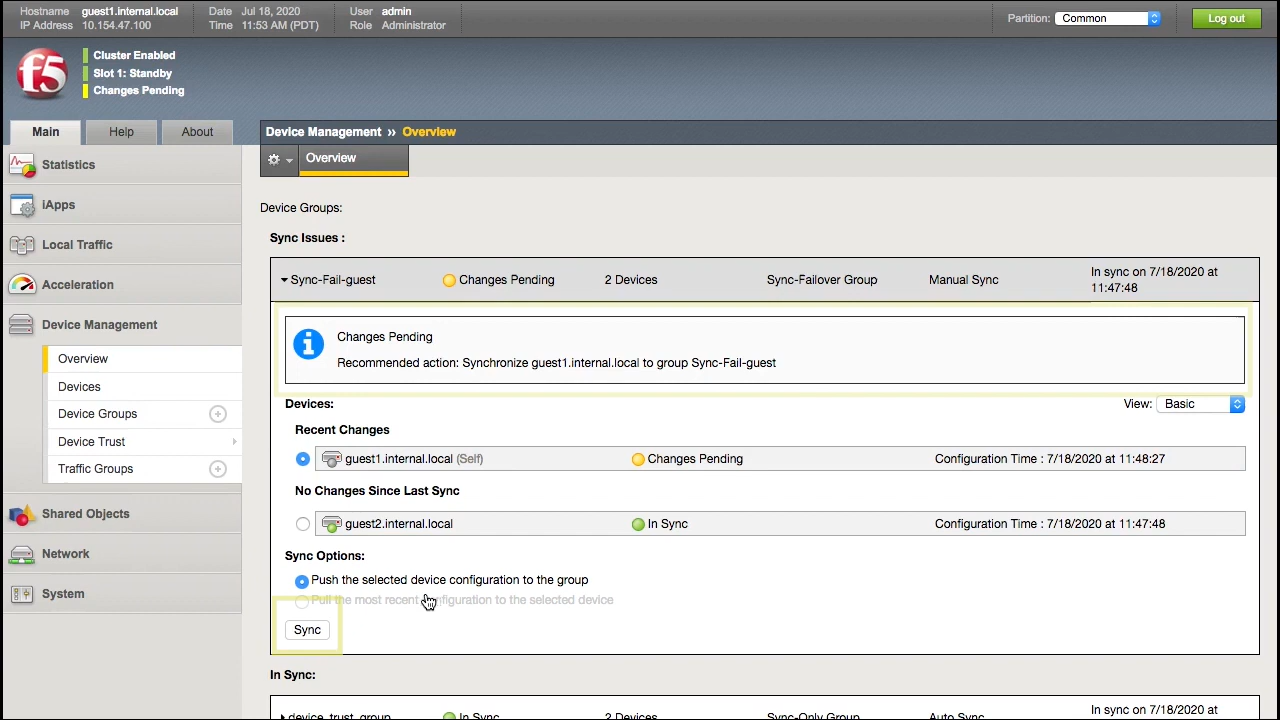 Hostname guest1.internal.local Date Jul 18, 2020 User admin
IP Address 10.154.47.100 Time 11:53 AM (PDT) Role Administrator
Partition: Common Log out
f5
Cluster Enabled
Slot 1: Standby
Changes Pending
Main Help About
Device Management ›› Overview
Overview
Statistics
iApps
Local Traffic
Acceleration
Device Management
Overview
Devices
Device Groups
Device Trust
Traffic Groups
Shared Objects
Network
System
Device Groups:
Sync Issues :
Sync-Fail-guest Changes Pending 2 Devices Sync-Failover Group Manual Sync In sync on 7/18/2020 at
11:47:48
Changes Pending
Recommended action: Synchronize guest1.internal.local to group Sync-Fail-guest
Devices: View: Basic
Recent Changes
guest1.internal.local (Self) Changes Pending Configuration Time : 7/18/2020 at 11:48:27
No Changes Since Last Sync
guest2.internal.local In Sync Configuration Time : 7/18/2020 at 11:47:48
Sync Options:
Push the selected device configuration to the group
Pull the most recent configuration to the selected device
Sync
In Sync:
device_trust_group In Sync 2 Devices Sync-Only Group Auto Sync In sync on 7/18/2020 at